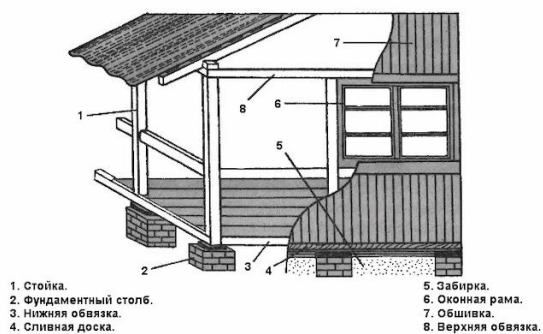 7
8
6
1
5
2
3
4
1. Стойка.
2. Фундаментный столб.
3. Нижняя обвязка.
4. Сливная доска.
5. Забирка.
6. Оконная рама.
7. Обшивка.
8. Верхняя обвязка.